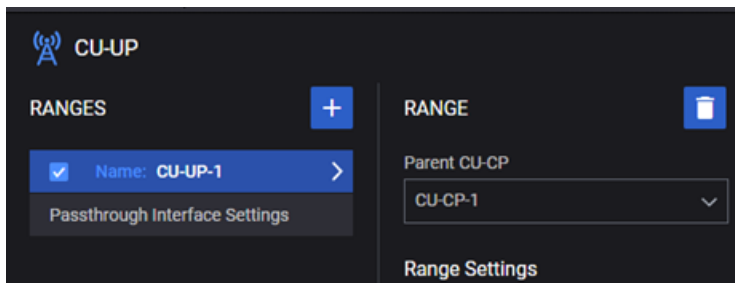 CU-UP
RANGES
Name: CU-UP-1
Passthrough Interface Settings
RANGE
Parent CU-CP
CU-CP-1
Range Settings